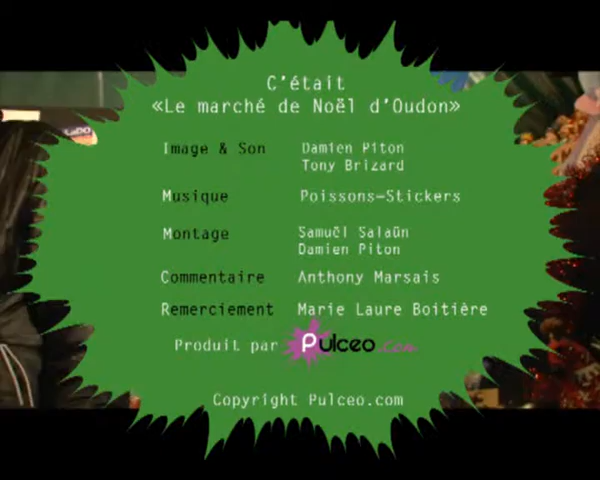 C'était
«Le marché de Noël d'Oudon»
Image & Son Damien Piton
Tony Brizard
Musique Poissons-Stickers
Montage Samuël Salaün
Damien Piton
Commentaire Anthony Marsais
Remerciement Marie Laure Boitière
Produit par Pulceo.com
Copyright Pulceo.com